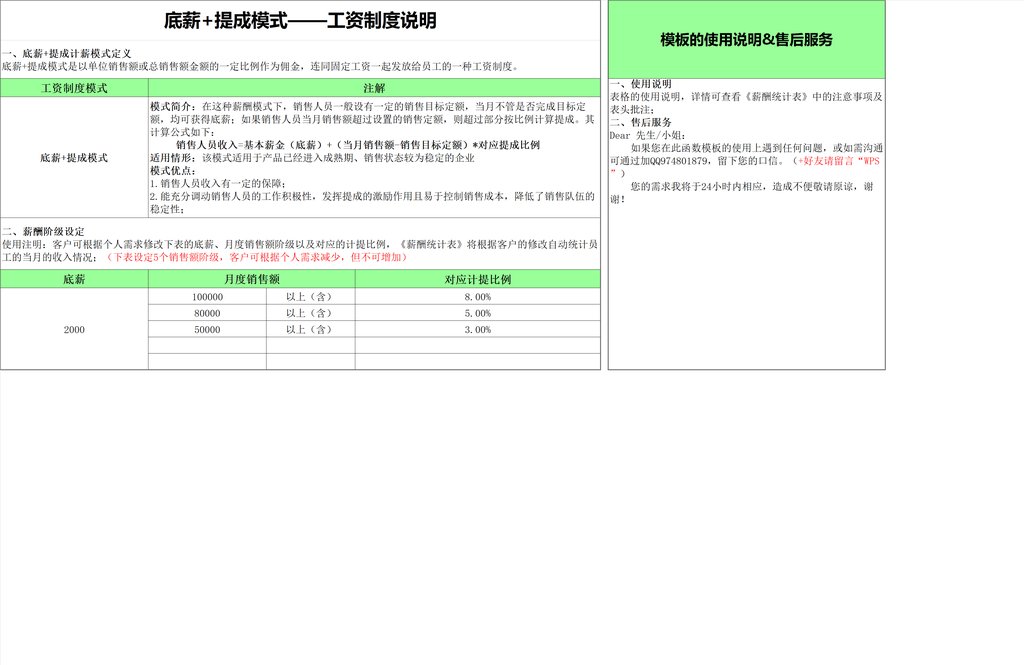 底薪+提成模式——工资制度说明
一、底薪+提成计薪模式定义
底薪+提成模式是以单位销售额或总销售额金额的一定比例作为佣金，连同固定工资一起发放给员工的一种工资制度。
工资制度模式 注解
底薪+提成模式
模式简介：在这种薪酬模式下，销售人员一般设有一定的销售目标定额，当月不管是否完成目标定
额，均可获得底薪；如果销售人员当月销售额超过设置的销售定额，则超过部分按比例计算提成。其
计算公式如下：
销售人员收入=基本薪金（底薪）+（当月销售额-销售目标定额）*对应提成比例
适用情形：该模式适用于产品已经进入成熟期、销售状态较为稳定的企业
模式优点：
1.销售人员收入有一定的保障；
2.能充分调动销售人员的工作积极性，发挥提成的激励作用且易于控制销售成本，降低了销售队伍的
稳定性；
二、薪酬阶级设定
使用注明：客户可根据个人需求修改下表的底薪、月度销售额阶级以及对应的计提比例，《薪酬统计表》将根据客户的修改自动统计员
工的当月的收入情况；（下表设定5个销售额阶级，客户可根据个人需求减少，但不可增加）
底薪 月度销售额 对应计提比例
100000 以上（含） 8.00%
80000 以上（含） 5.00%
2000 50000 以上（含） 3.00%
模板的使用说明&售后服务
一、使用说明
表格的使用说明，详情可查看《薪酬统计表》中的注意事项及
表头批注；
二、售后服务
Dear 先生/小姐：
如果您在此函数模板的使用上遇到任何问题，或如需沟通
可通过加QQ974801879，留下您的口信。（+好友请留言“WPS
”）
您的需求我将于24小时内相应，造成不便敬请原谅，谢
谢！